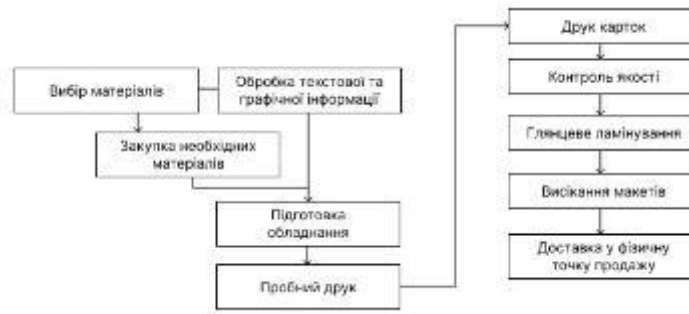 Вибір матеріалів
Обробка текстової та
графічної інформації
Закупка необхідних
матеріалів
Підготовка
обладнання
Пробний друк
Друк карток
Контроль якості
Глянцеве ламінування
Висікання макетів
Доставка у фізичну
точку продажу